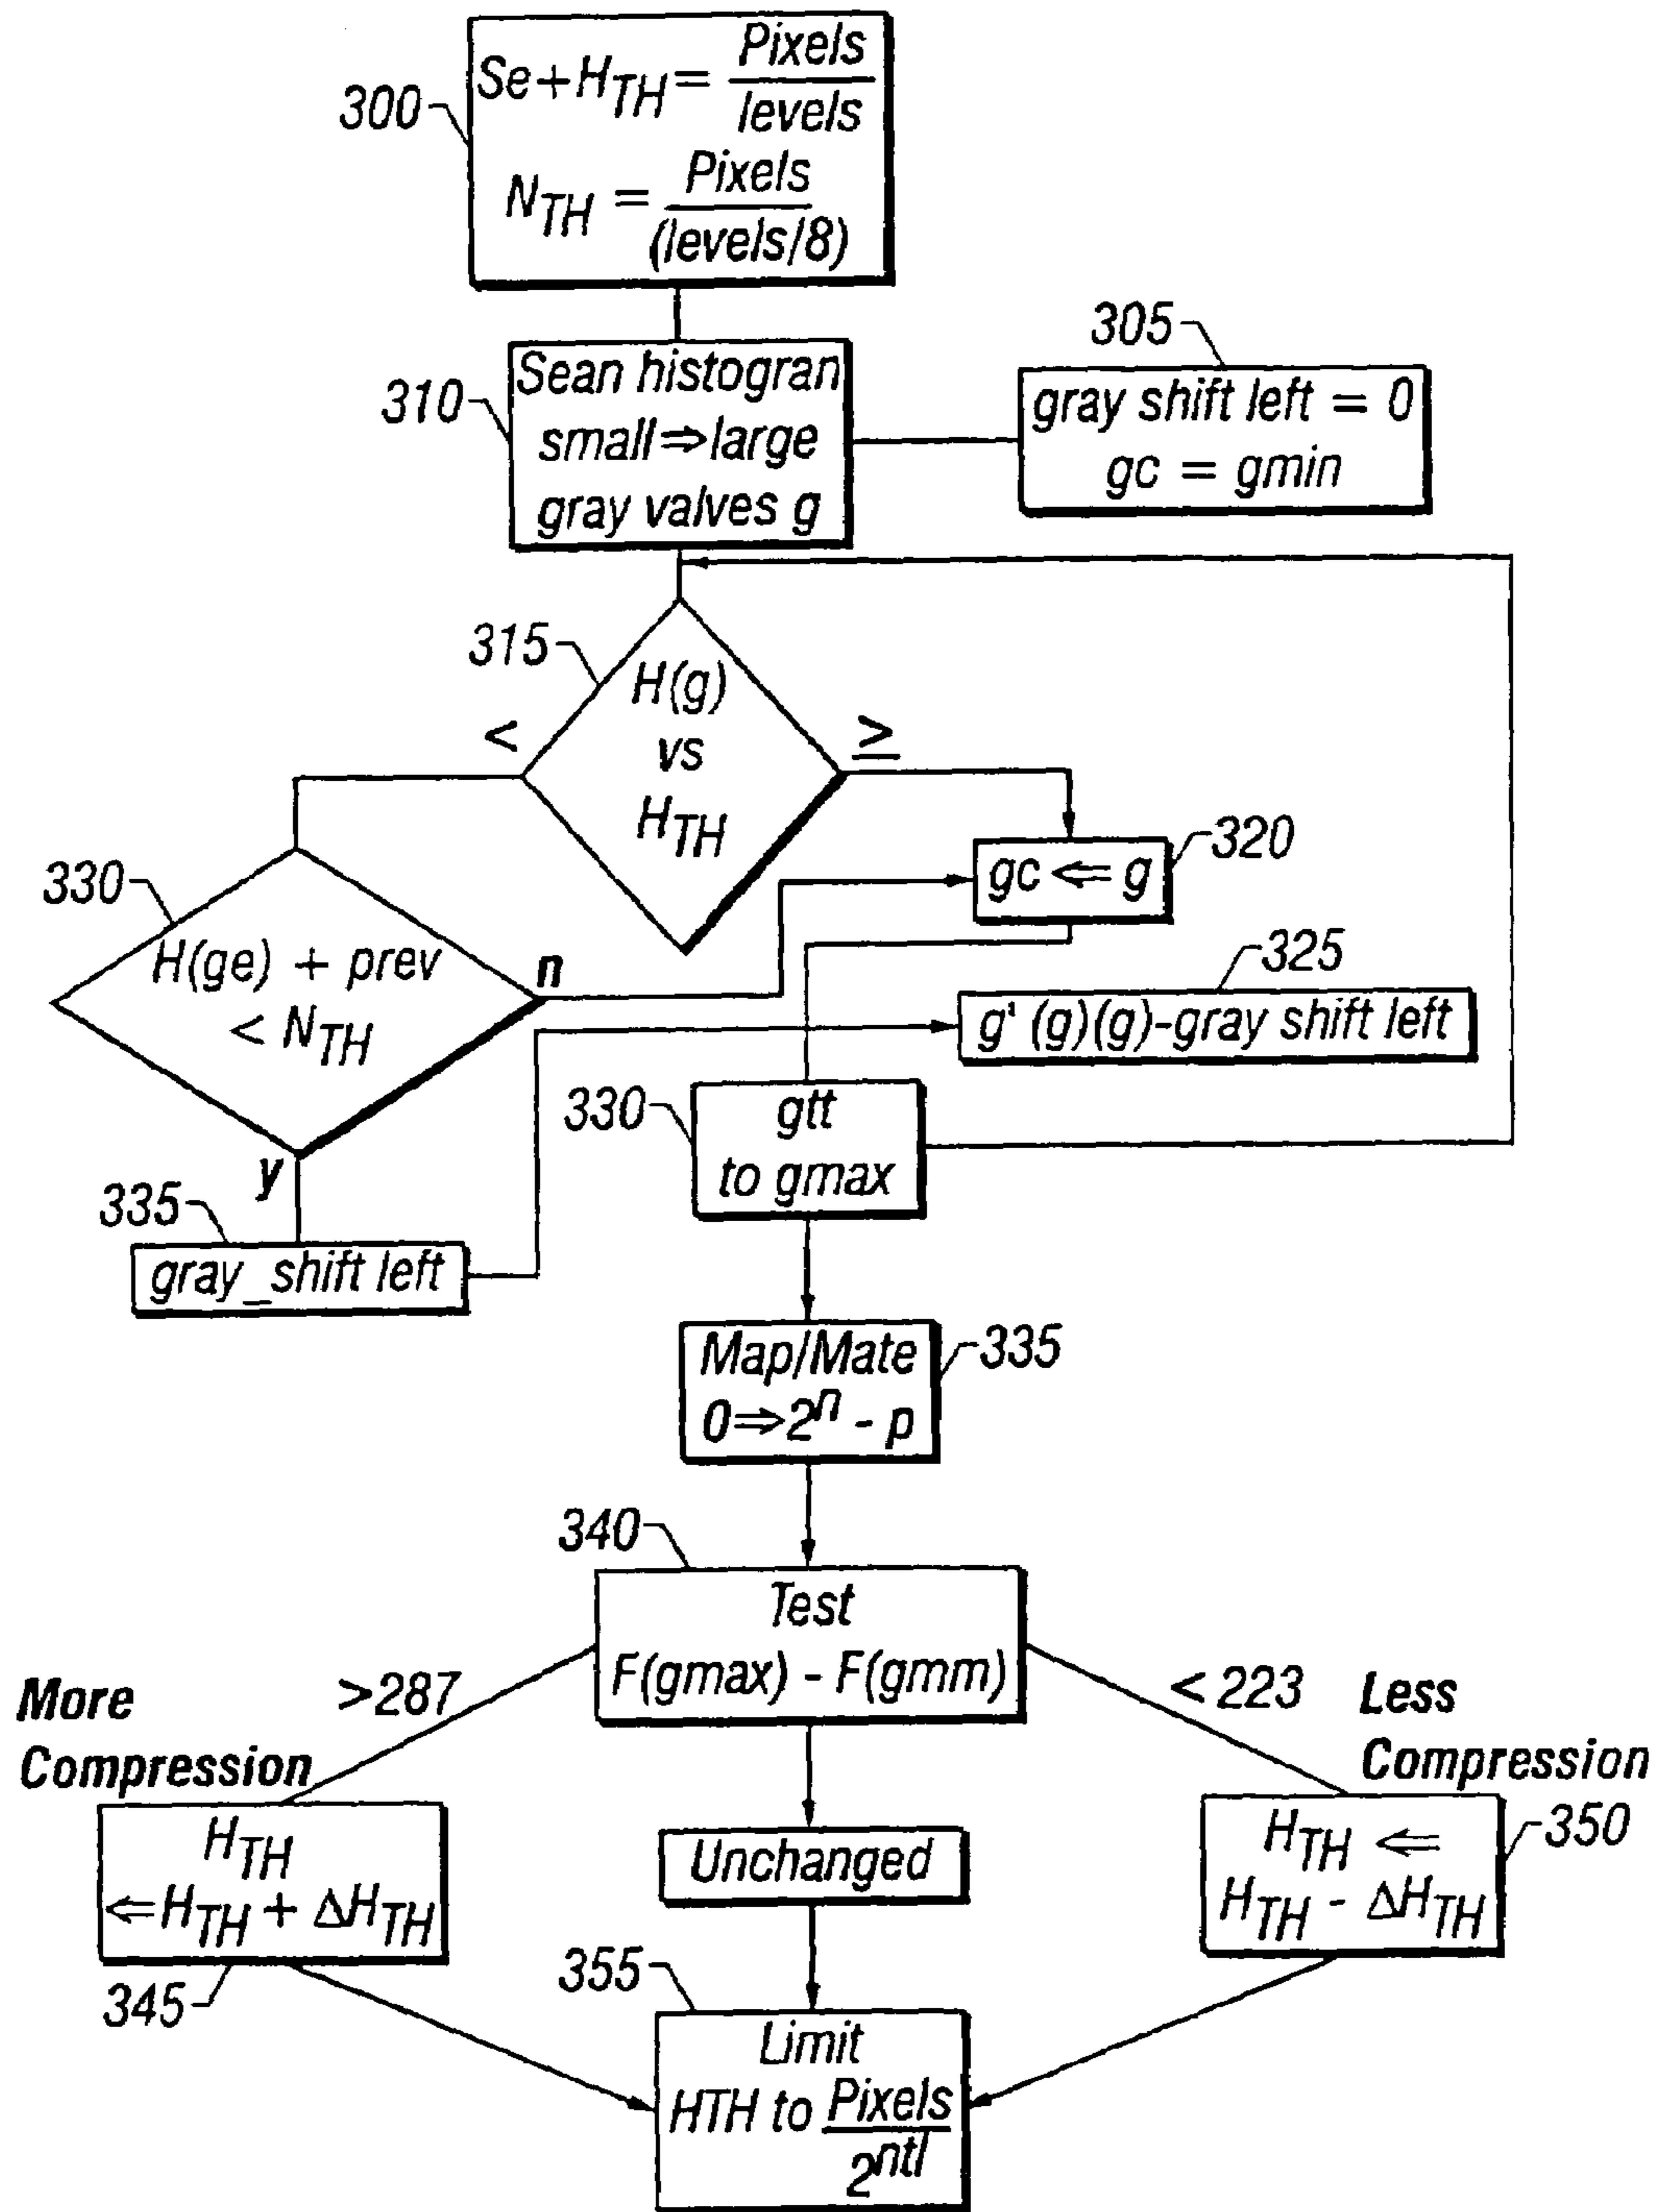 300
Se+H_TH = Pixels/levels
N_TH = Pixels/(levels/8)
305
gray shift left = 0
gc = gmin
310
Sean histogran
small⇒large
gray valves g
315
H(g)
vs
H_TH
<
≥
320
gc ⇐ g
330
H(ge) + prev
< N_TH
n
y
325
g' (g)(g)-gray shift left
330
gtt
to gmax
335
gray_shift left
Map/Mate
0⇒2^n - p
335
340
Test
F(gmax) - F(gmm)
More
Compression
>287
<223
Less
Compression
H_TH
⇐H_TH + ΔH_TH
345
Unchanged
H_TH ⇐
H_TH - ΔH_TH
350
355
Limit
HTH to Pixels/2^ntl